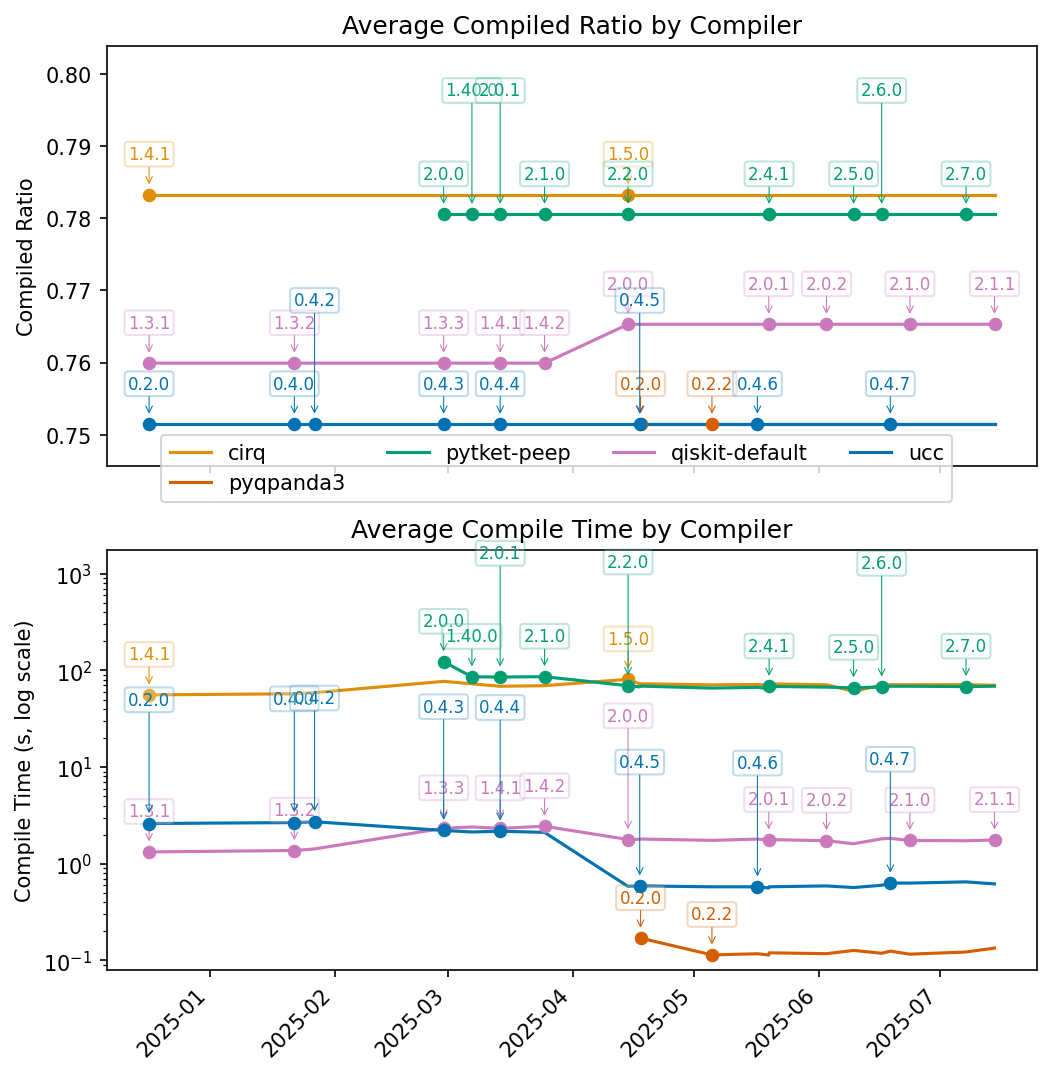 Average Compiled Ratio by Compiler
Compiled Ratio
0.80
0.79
0.78
0.77
0.76
0.75
1.40.0 2.0.1 2.6.0
1.4.1 1.5.0
2.0.0 2.1.0 2.2.0 2.4.1 2.5.0 2.7.0
2.0.0 2.0.1 2.0.2 2.1.0 2.1.1
0.4.2 0.4.5
1.3.1 1.3.2 1.3.3 1.4.1 1.4.2
0.2.0 0.4.0 0.4.3 0.4.4 0.2.0 0.2.2 0.4.6 0.4.7
cirq pytket-peep qiskit-default ucc
pyqpanda3
Average Compile Time by Compiler
Compile Time (s, log scale)
10³
10²
10¹
10⁰
10⁻¹
2.0.1 2.2.0 2.6.0
2.0.0
1.4.1 1.40.0 2.1.0 1.5.0 2.4.1 2.5.0 2.7.0
0.2.0 0.4.0 0.4.2 0.4.3 0.4.4 2.0.0
0.4.5 0.4.6 0.4.7
1.3.1 1.3.2 1.3.3 1.4.1 1.4.2 2.0.1 2.0.2 2.1.0 2.1.1
0.2.0 0.2.2
2025-01
2025-02
2025-03
2025-04
2025-05
2025-06
2025-07